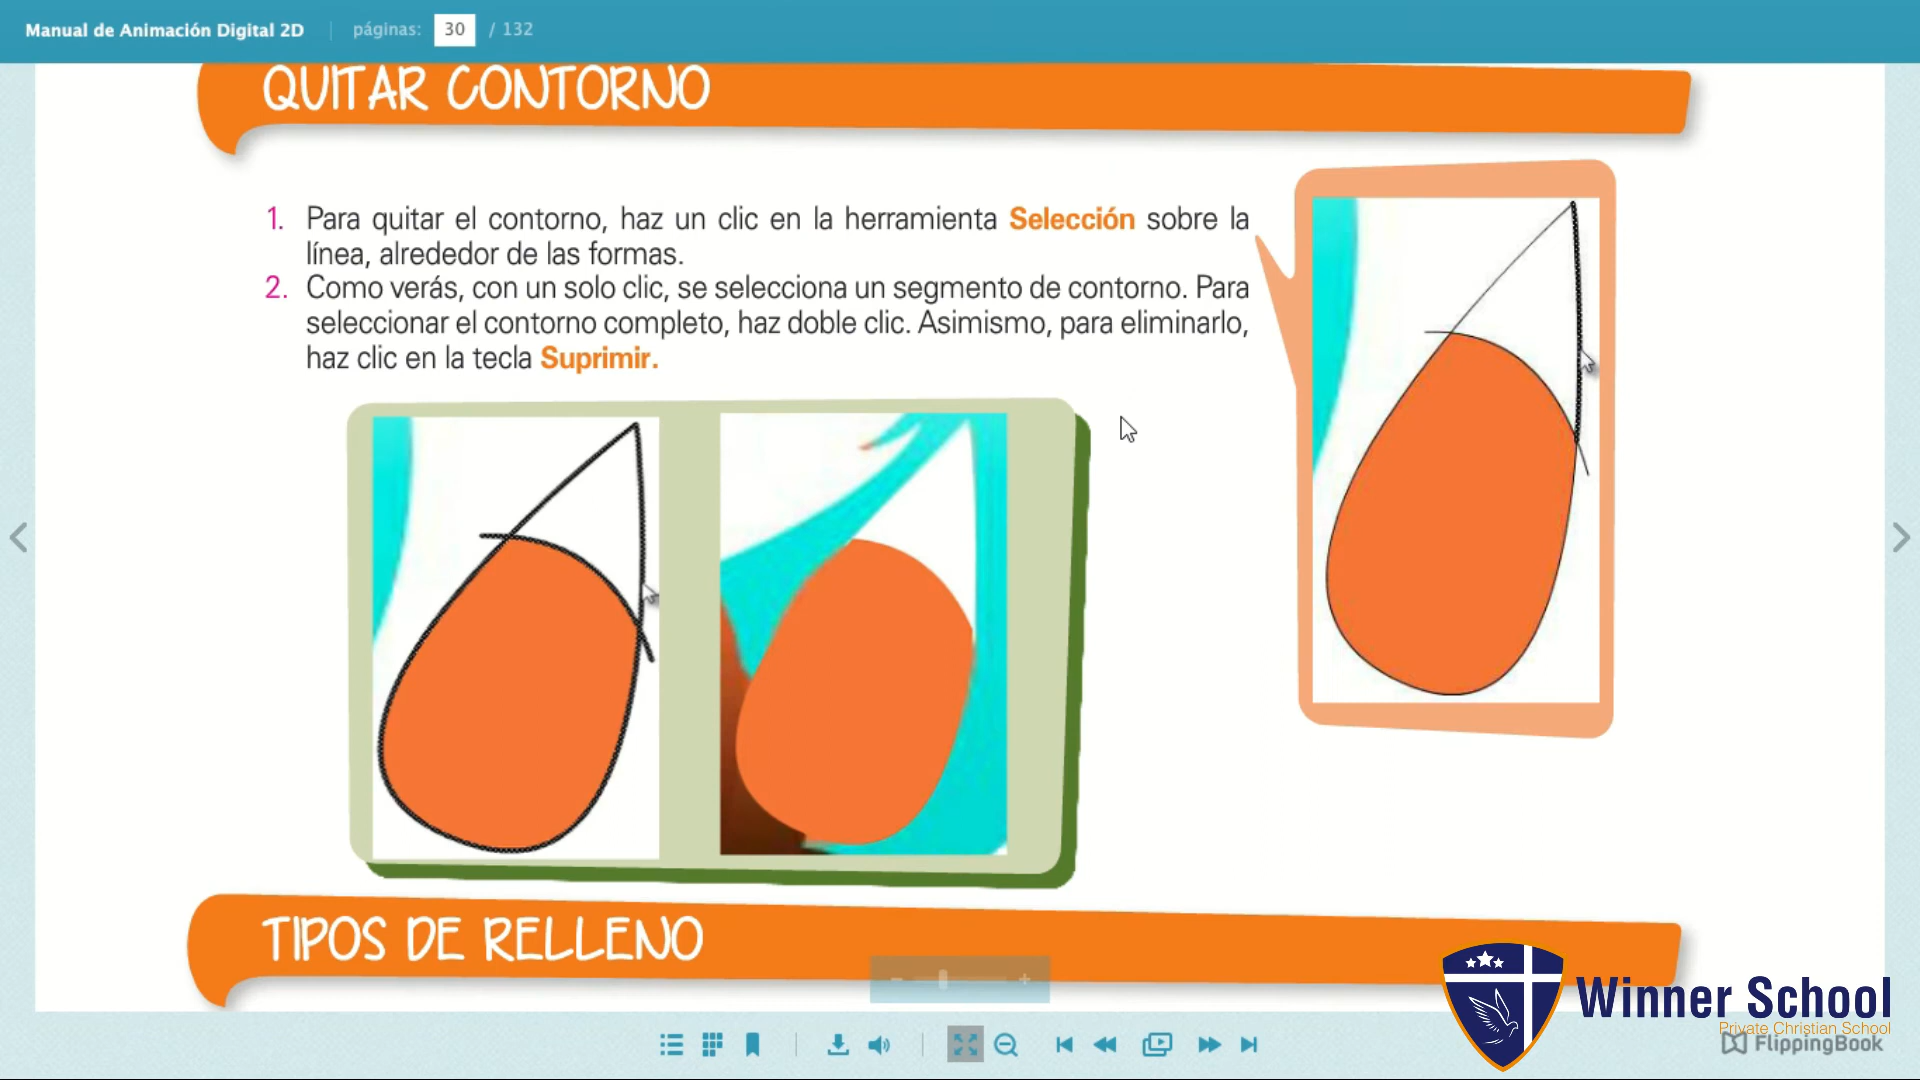 Manual de Animación Digital 2D
páginas: 30 / 132
QUITAR CONTORNO
1. Para quitar el contorno, haz un clic en la herramienta Selección sobre la
línea, alrededor de las formas.
2. Como verás, con un solo clic, se selecciona un segmento de contorno. Para
seleccionar el contorno completo, haz doble clic. Asimismo, para eliminarlo,
haz clic en la tecla Suprimir.
TIPOS DE RELLENO
Winner School
Private Christian School
FlippingBook